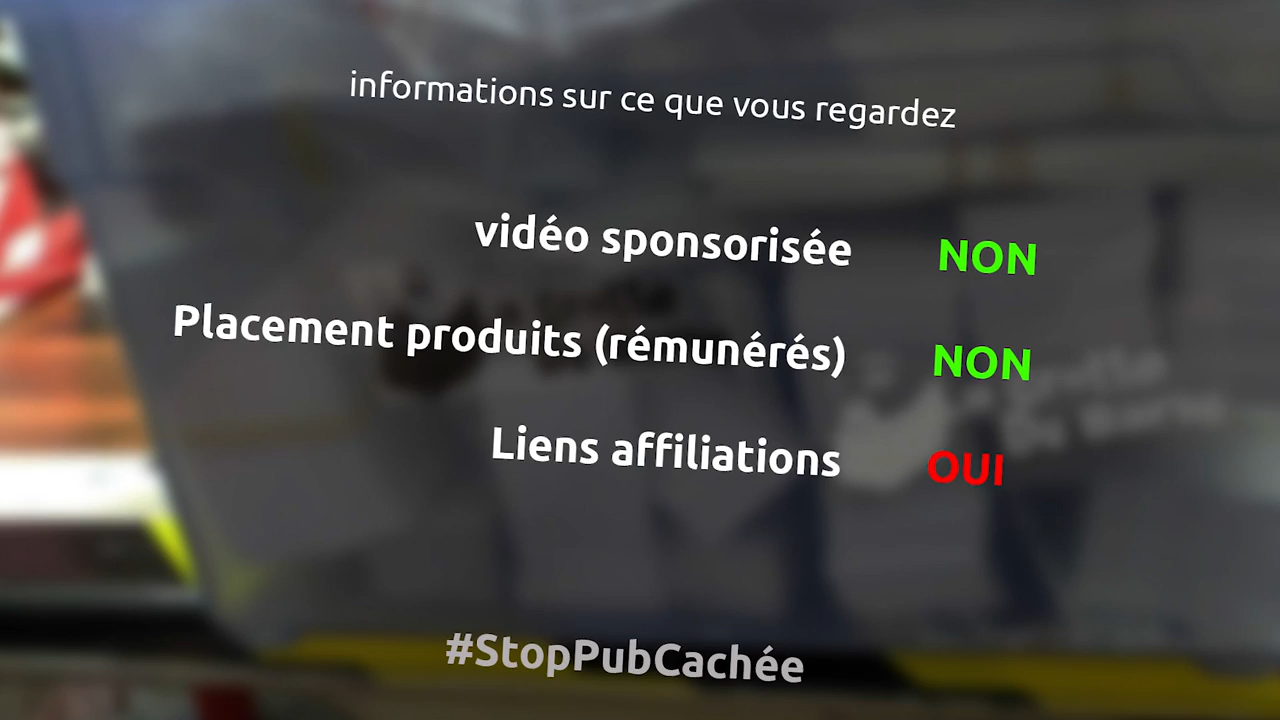 informations sur ce que vous regardez
vidéo sponsorisée NON
Placement produits (rémunérés) NON
Liens affiliations OUI
#StopPubCachée